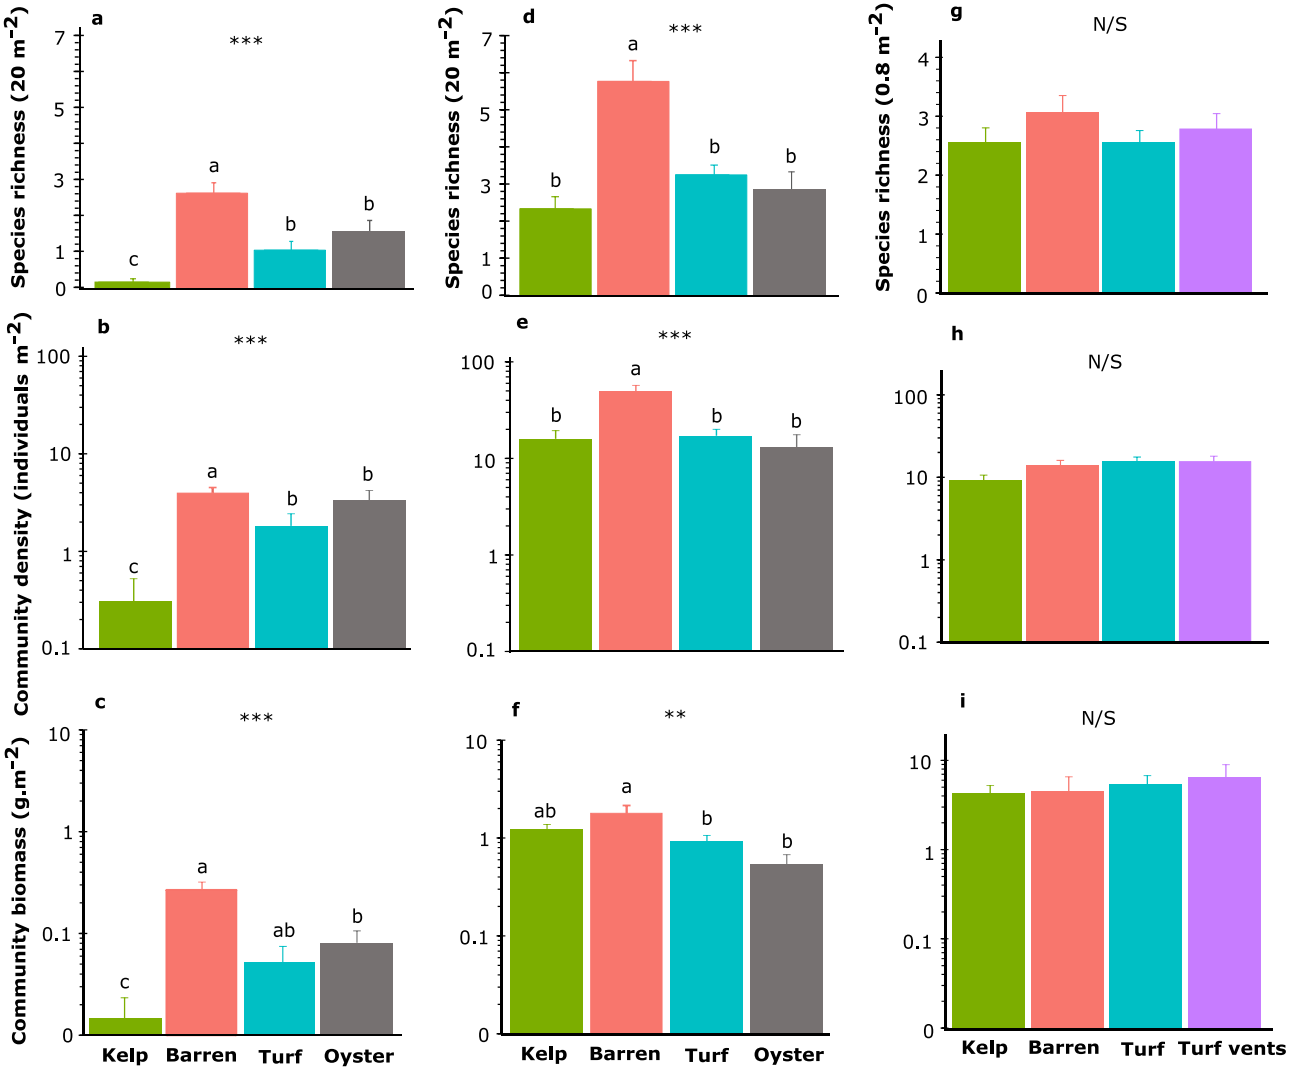 a
***
Species richness (20 m⁻²)
7
5
3
1
0
c
a
b
b
d
***
Species richness (20 m⁻²)
7
5
3
1
0
b
a
b
b
g
N/S
Species richness (0.8 m⁻²)
4
3
2
1
0
b
***
Community density (individuals m⁻²)
100
10
1
0.1
c
a
b
b
e
***
100
10
1
0.1
b
a
b
b
h
N/S
100
10
1
0.1
c
***
Community biomass (g.m⁻²)
10
1
0.1
0
c
a
ab
b
Kelp Barren Turf Oyster
f
**
10
1
0.1
0
ab
a
b
b
Kelp Barren Turf Oyster
i
N/S
10
1
0.1
0
Kelp Barren Turf Turf vents